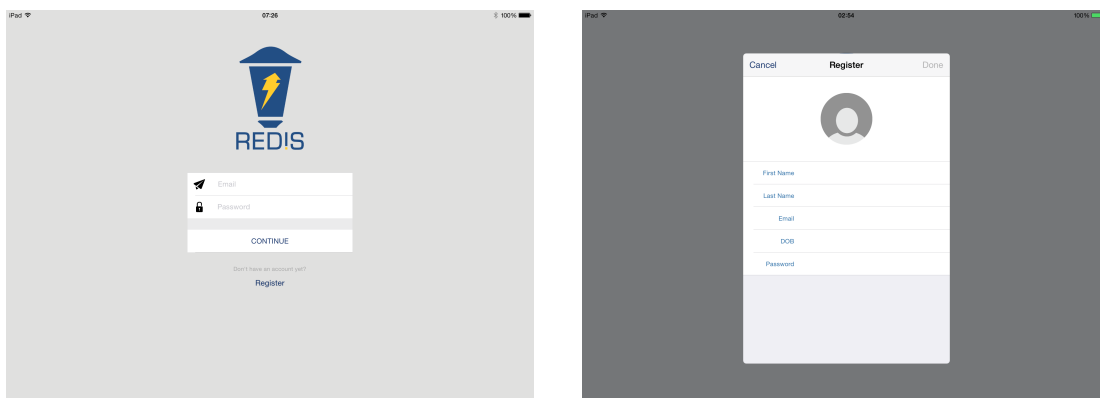 iPad 07:26 100%
REDIS
Email
Password
CONTINUE
Don't have an account yet?
Register
iPad 02:54 100%
Cancel Register Done
First Name
Last Name
Email
DOB
Password